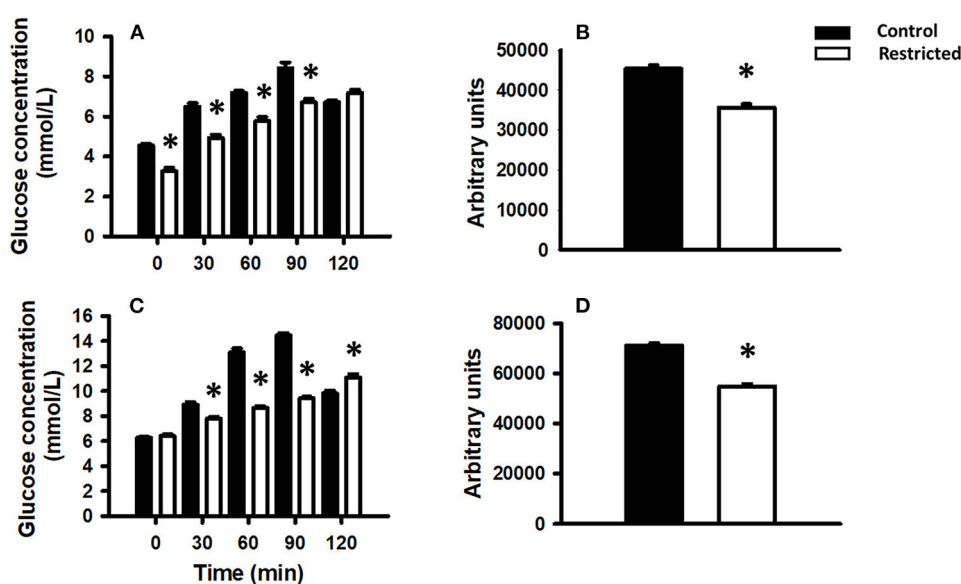 A
Glucose concentration
(mmol/L)
10
8
6
4
2
0
* * * *
0 30 60 90 120
B
Control
Restricted
Arbitrary units
50000
40000
30000
20000
10000
0
*
C
Glucose concentration
(mmol/L)
16
14
12
10
8
6
4
2
0
* * * *
0 30 60 90 120
Time (min)
D
Arbitrary units
80000
60000
40000
20000
0
*